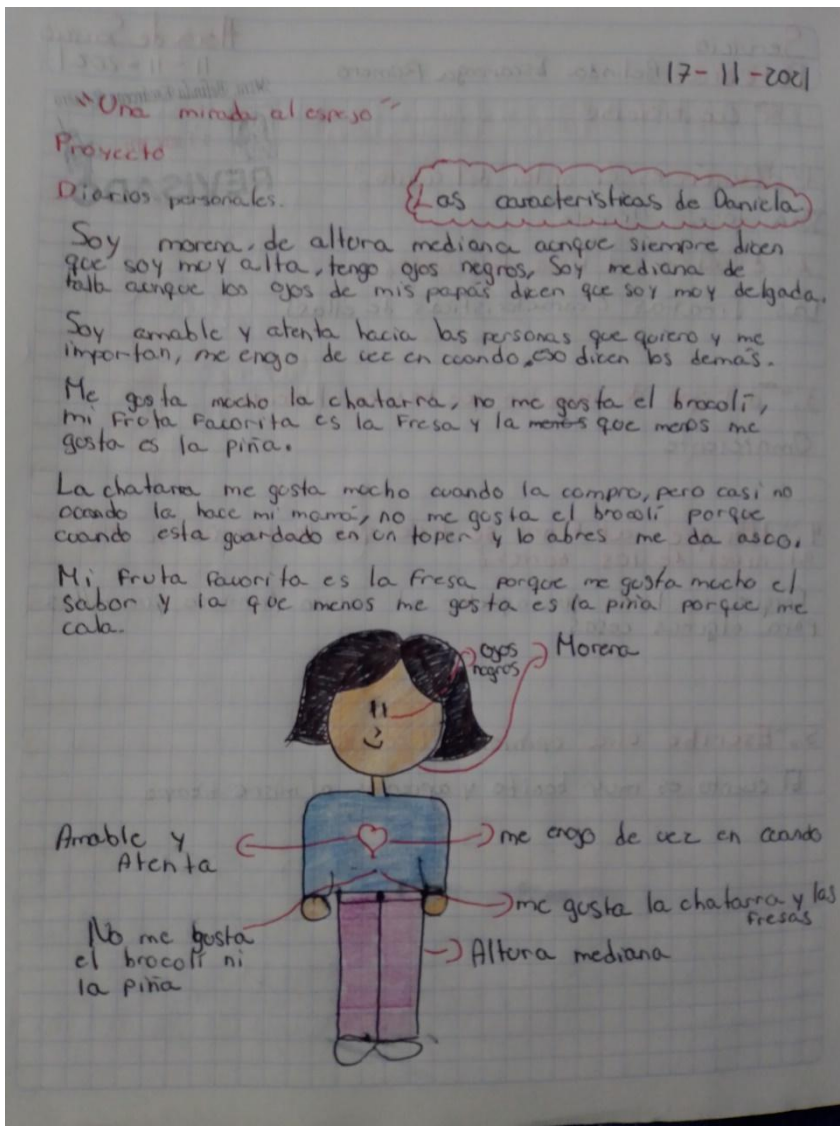 17-11-2021
"Una mirada al espejo"
Proyecto
Diarios personales.
Las caracteristicas de Daniela.
Soy morena, de altura mediana aunque siempre dicen
que soy muy alta, tengo ojos negros, Soy mediana de
talla aunque los ojos de mis papás dicen que soy muy delgada.
Soy amable y atenta hacia las personas que quiero y me
importan, me enojo de vez en cuando, eso dicen los demás.
Me gusta mucho la chatarra, no me gusta el brocolí,
mi Fruta Favorita es la Fresa y la menos que menos me
gusta es la piña.
La chatarra me gusta mucho cuando la compro, pero casi no
cuando la hace mi mamá, no me gusta el brocolí porque
cuando esta guardado en un toper y lo abres me da asco.
Mi Fruta Favorita es la Fresa porque me gusta mucho el
sabor y la que menos me gusta es la piña porque me
cala.
ojos
negros
Morena
Amable y
Atenta
me enojo de vez en cuando
me gusta la chatarra y las
fresas
No me gusta
el brocolí ni
la piña
Altura mediana